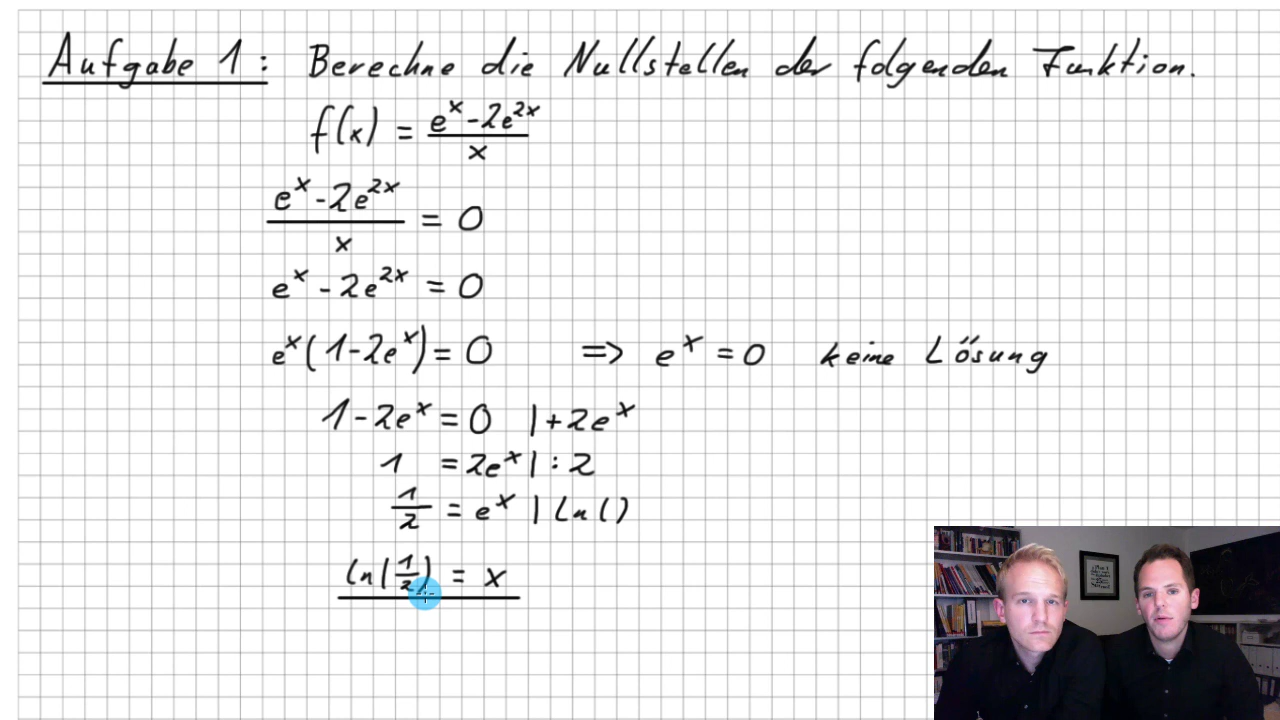 Aufgabe 1: Berechne die Nullstellen der folgenden Funktion.
f(x) = (e^x - 2e^(2x)) / x
(e^x - 2e^(2x)) / x = 0
e^x - 2e^(2x) = 0
e^x(1 - 2e^x) = 0 ⇒ e^x = 0 keine Lösung
1 - 2e^x = 0 | + 2e^x
1 = 2e^x | : 2
1/2 = e^x | ln()
ln(1/2) = x